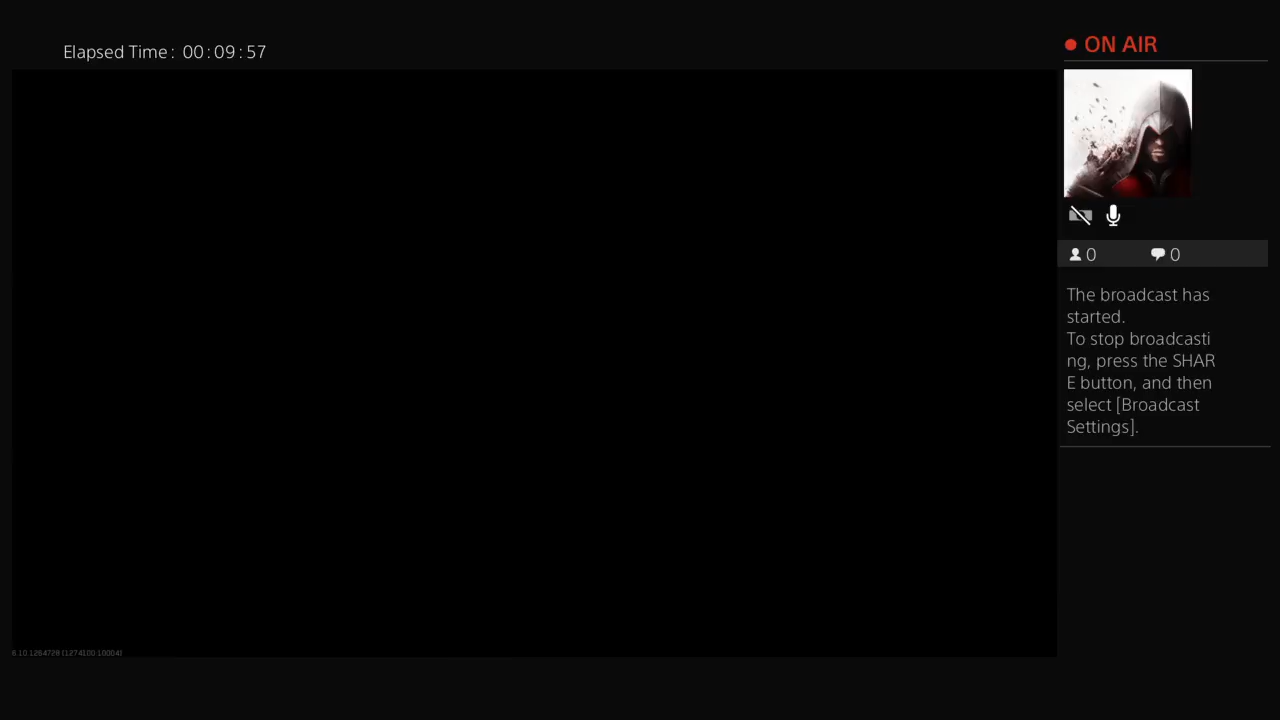 Elapsed Time: 00:09:57
ON AIR
0 0
The broadcast has
started.
To stop broadcasti
ng, press the SHAR
E button, and then
select [Broadcast
Settings].